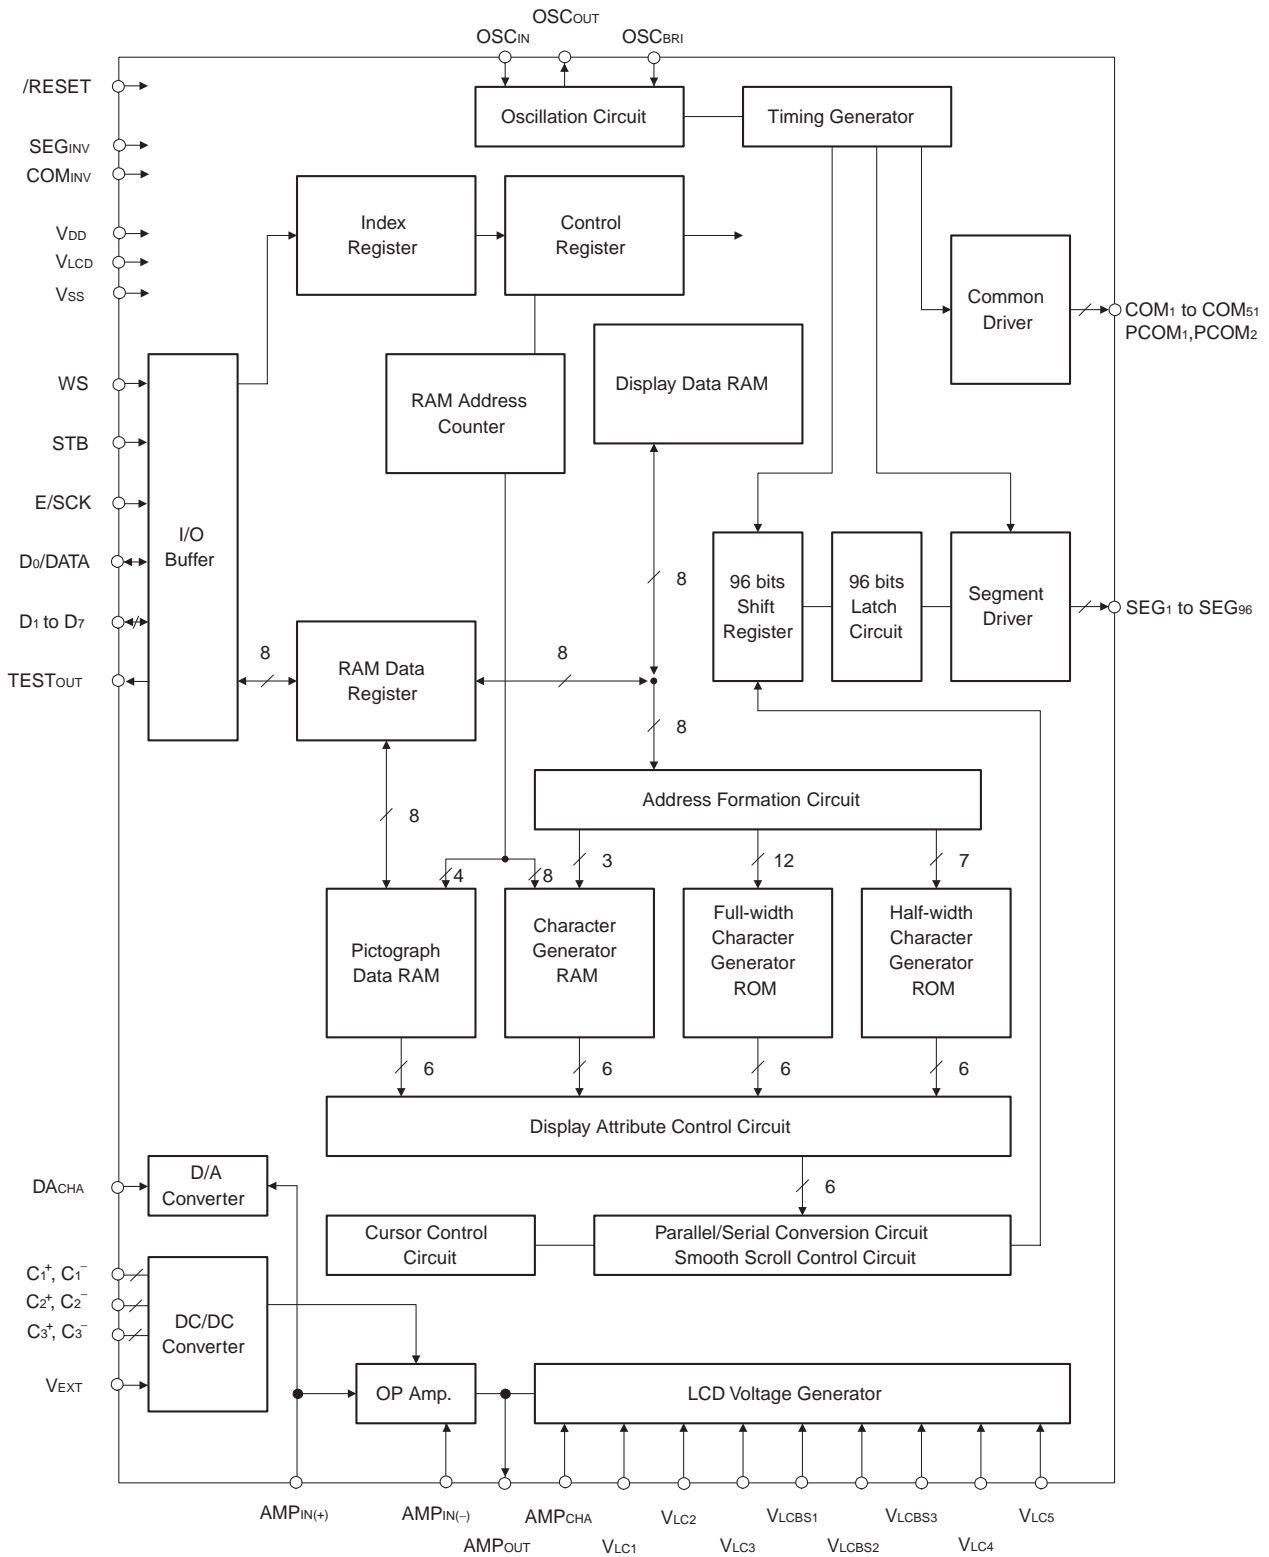 OSCOUT
OSCIN
OSCBRI
/RESET
Oscillation Circuit
Timing Generator
SEGINV
COMINV
Index
Register
Control
Register
VDD
VLCD
VSS
Common
Driver
COM1 to COM51
PCOM1,PCOM2
WS
RAM Address
Counter
Display Data RAM
STB
E/SCK
I/O
Buffer
D0/DATA
8
96 bits
Shift
Register
96 bits
Latch
Circuit
Segment
Driver
SEG1 to SEG96
D1 to D7
8
RAM Data
Register
8
TESTOUT
8
Address Formation Circuit
8
4
8
3
12
7
Pictograph
Data RAM
Character
Generator
RAM
Full-width
Character
Generator
ROM
Half-width
Character
Generator
ROM
6
6
6
6
Display Attribute Control Circuit
DACHA
D/A
Converter
6
Cursor Control
Circuit
Parallel/Serial Conversion Circuit
Smooth Scroll Control Circuit
C1+, C1–
C2+, C2–
C3+, C3–
DC/DC
Converter
VEXT
OP Amp.
LCD Voltage Generator
AMPIN(+)
AMPIN(–)
AMPOUT
AMPCHA
VLC1
VLC2
VLC3
VLCBS1
VLCBS2
VLCBS3
VLC4
VLC5